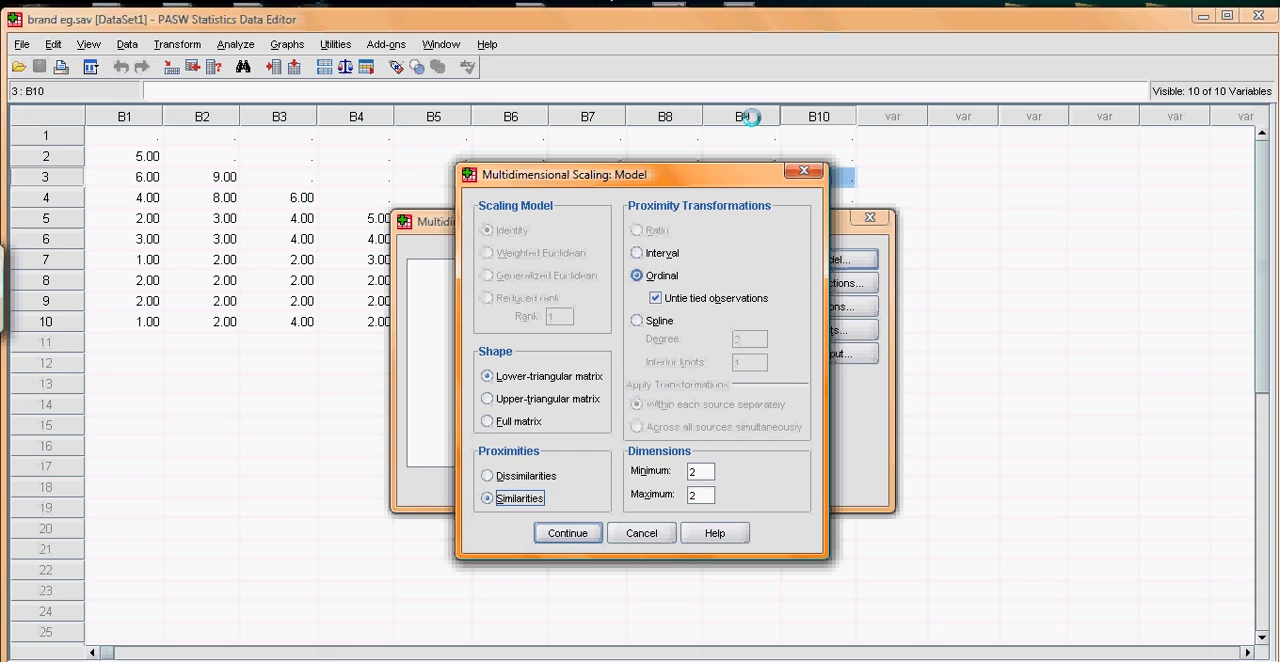 brand eg.sav [DataSet1] - PASW Statistics Data Editor
File Edit View Data Transform Analyze Graphs Utilities Add-ons Window Help
3 : B10
Visible: 10 of 10 Variables
B1 B2 B3 B4 B5 B6 B7 B8 B9 B10 var var var var var var
1 . . . .
2 5.00 . . . . . . . . .
3 6.00 9.00 . . .
4 4.00 8.00 6.00 . .
5 2.00 3.00 4.00 5.00
6 3.00 3.00 4.00 4.00
7 1.00 2.00 2.00 3.00
8 2.00 2.00 4.00 2.00
9 2.00 2.00 4.00 2.00
10 1.00 2.00 4.00 2.00
11
12
13
14
15
16
17
18
19
20
21
22
23
24
25
Multidi
del...
ctions...
ons...
ts...
put...
Multidimensional Scaling: Model
Scaling Model
Identity
Weighted Euclidean
Generalized Euclidean
Reduced rank
Rank: 1
Shape
Lower-triangular matrix
Upper-triangular matrix
Full matrix
Proximities
Dissimilarities
Similarities
Proximity Transformations
Ratio
Interval
Ordinal
Untie tied observations
Spline
Degree: 2
Interior knots: 1
Apply Transformations
Within each source separately
Across all sources simultaneously
Dimensions
Minimum: 2
Maximum: 2
Continue Cancel Help